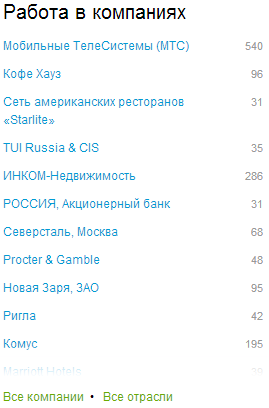 Работа в компаниях
Мобильные ТелеСистемы (МТС) 540
Кофе Хауз 96
Сеть американских ресторанов 31
«Starlite»
TUI Russia & CIS 35
ИНКОМ-Недвижимость 286
РОССИЯ, Акционерный банк 31
Северсталь, Москва 68
Procter & Gamble 48
Новая Заря, ЗАО 95
Ригла 42
Комус 195
Marriott Hotels 39
Все компании • Все отрасли